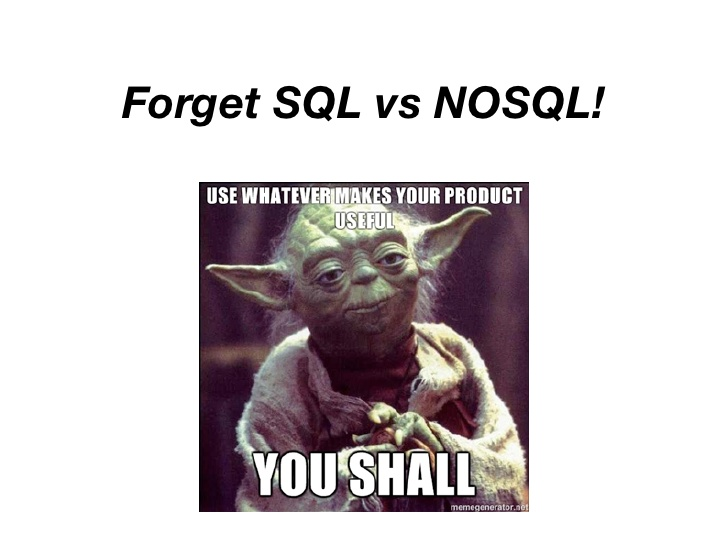 Forget SQL vs NOSQL!
USE WHATEVER MAKES YOUR PRODUCT
USEFUL
YOU SHALL
memegenerator.net